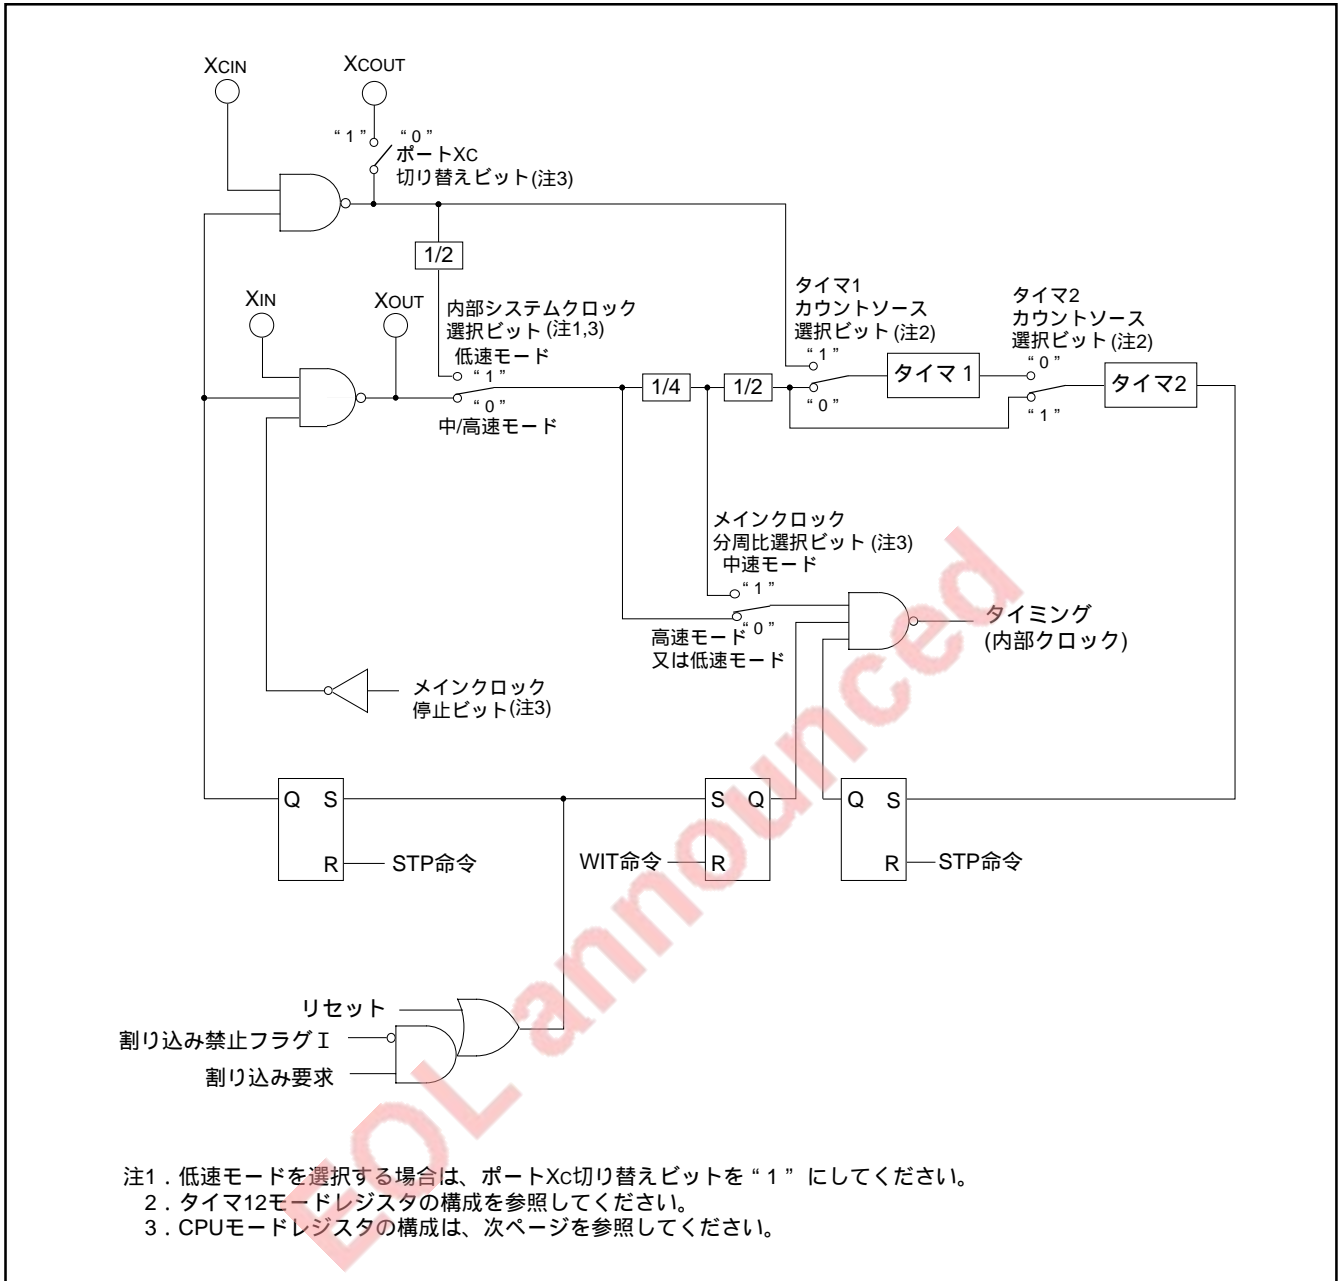 XCIN
XCOUT
“1” “0”
ポートXC
切り替えビット(注3)
1/2
XIN
XOUT
内部システムクロック
選択ビット(注1,3)
低速モード
“1”
“0”
中/高速モード
1/4
1/2
タイマ1
カウントソース
選択ビット(注2)
“1”
“0”
タイマ1
タイマ2
カウントソース
選択ビット(注2)
“0”
“1”
タイマ2
メインクロック
分周比選択ビット(注3)
中速モード
“1”
“0”
高速モード
又は低速モード
タイミング
(内部クロック)
メインクロック
停止ビット(注3)
Q S
R
STP命令
S Q
WIT命令
R
Q S
R
STP命令
リセット
割り込み禁止フラグI
割り込み要求
注1．低速モードを選択する場合は、ポートXc切り替えビットを“1”にしてください。
2．タイマ12モードレジスタの構成を参照してください。
3．CPUモードレジスタの構成は、次ページを参照してください。
EOL announced